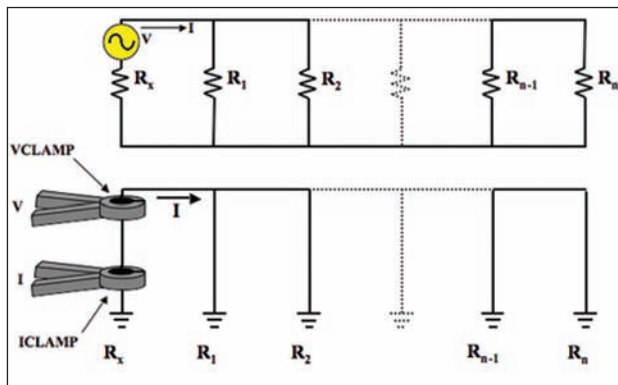 V I
Rx R1 R2 Rn-1 Rn
VCLAMP
V I
I
ICLAMP
Rx R1 R2 Rn-1 Rn